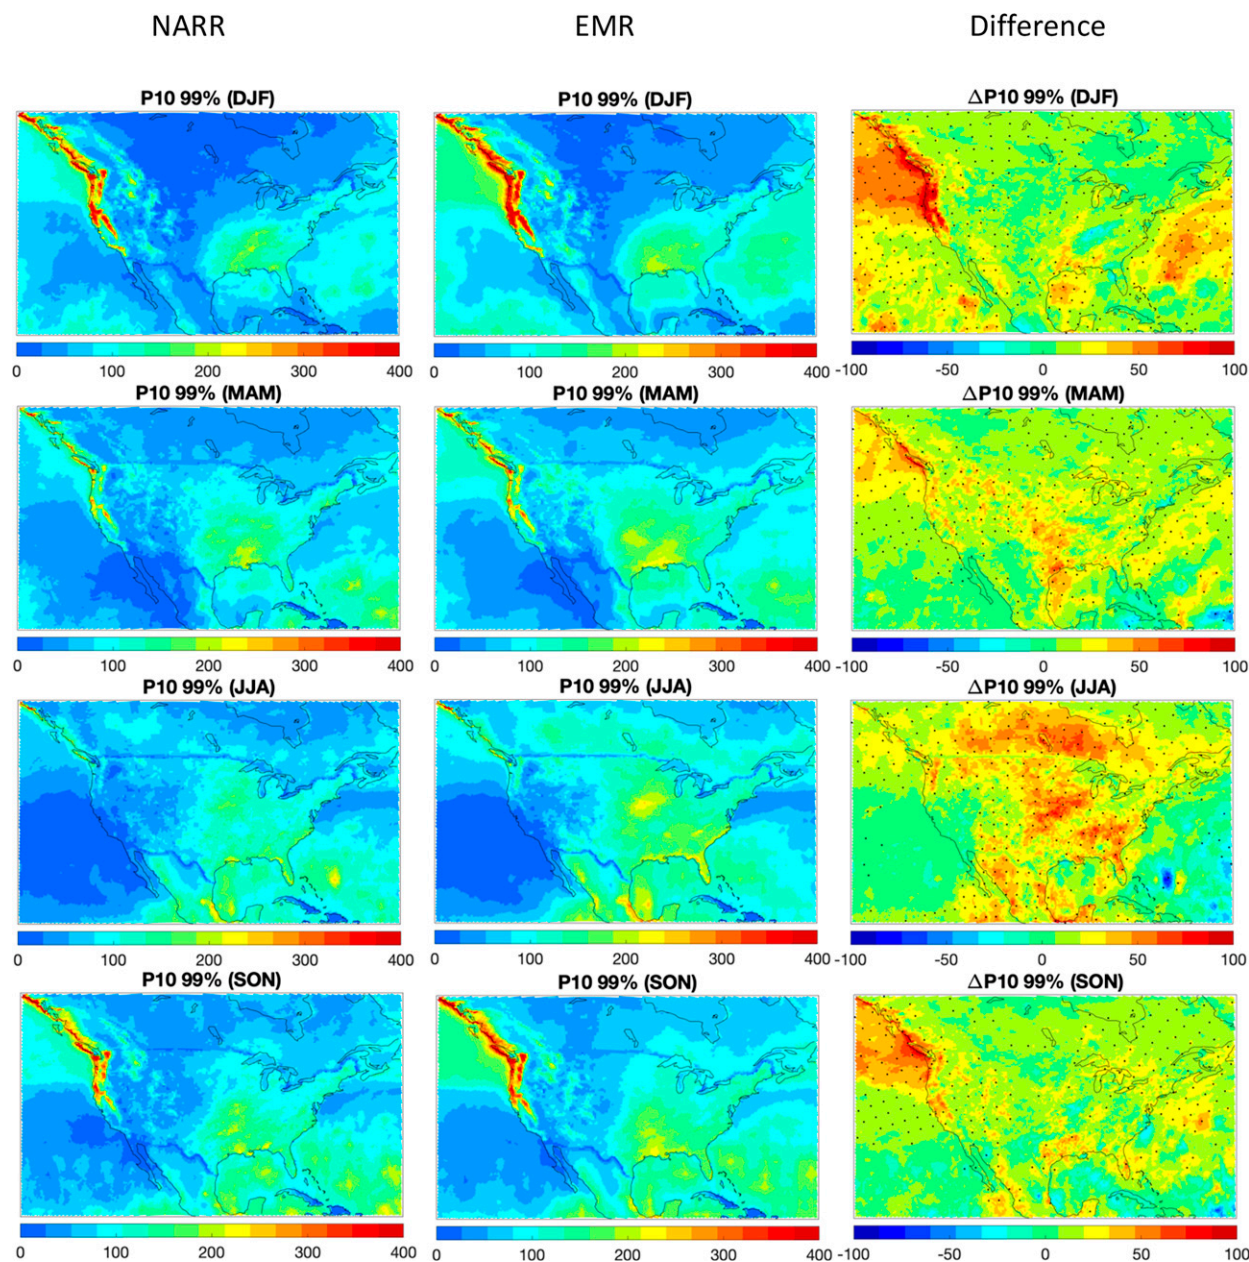 NARR EMR Difference
P10 99% (DJF) P10 99% (DJF) △P10 99% (DJF)
0 100 200 300 400 0 100 200 300 400 -100 -50 0 50 100
P10 99% (MAM) P10 99% (MAM) △P10 99% (MAM)
0 100 200 300 400 0 100 200 300 400 -100 -50 0 50 100
P10 99% (JJA) P10 99% (JJA) △P10 99% (JJA)
0 100 200 300 400 0 100 200 300 400 -100 -50 0 50 100
P10 99% (SON) P10 99% (SON) △P10 99% (SON)
0 100 200 300 400 0 100 200 300 400 -100 -50 0 50 100